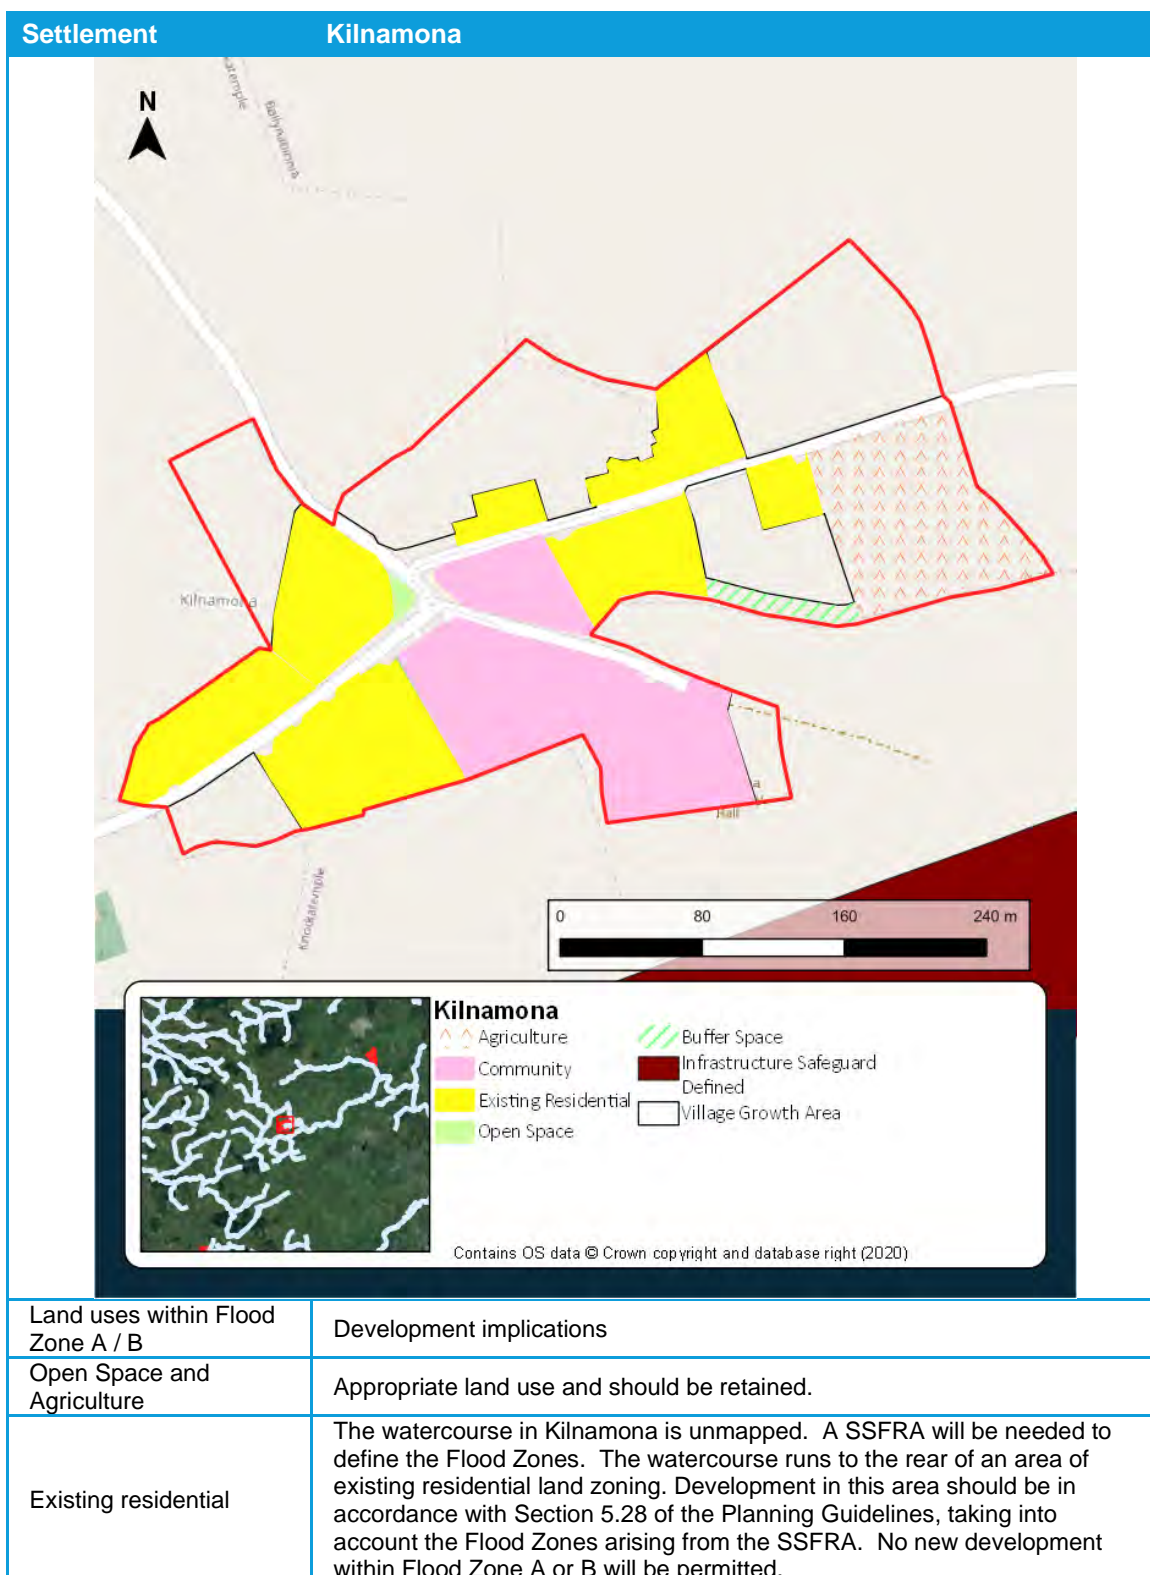 Settlement Kilnamona
N
katemple
Ballynabinnia
Kilnamona
Hall
Knockatemple
0 80 160 240 m
Kilnamona
Agriculture
Community
Existing Residential
Open Space
Buffer Space
Infrastructure Safeguard
Defined
Village Growth Area
Contains OS data © Crown copyright and database right (2020)
Land uses within Flood
Zone A / B
Development implications
Open Space and
Agriculture
Appropriate land use and should be retained.
Existing residential
The watercourse in Kilnamona is unmapped. A SSFRA will be needed to
define the Flood Zones. The watercourse runs to the rear of an area of
existing residential land zoning. Development in this area should be in
accordance with Section 5.28 of the Planning Guidelines, taking into
account the Flood Zones arising from the SSFRA. No new development
within Flood Zone A or B will be permitted.